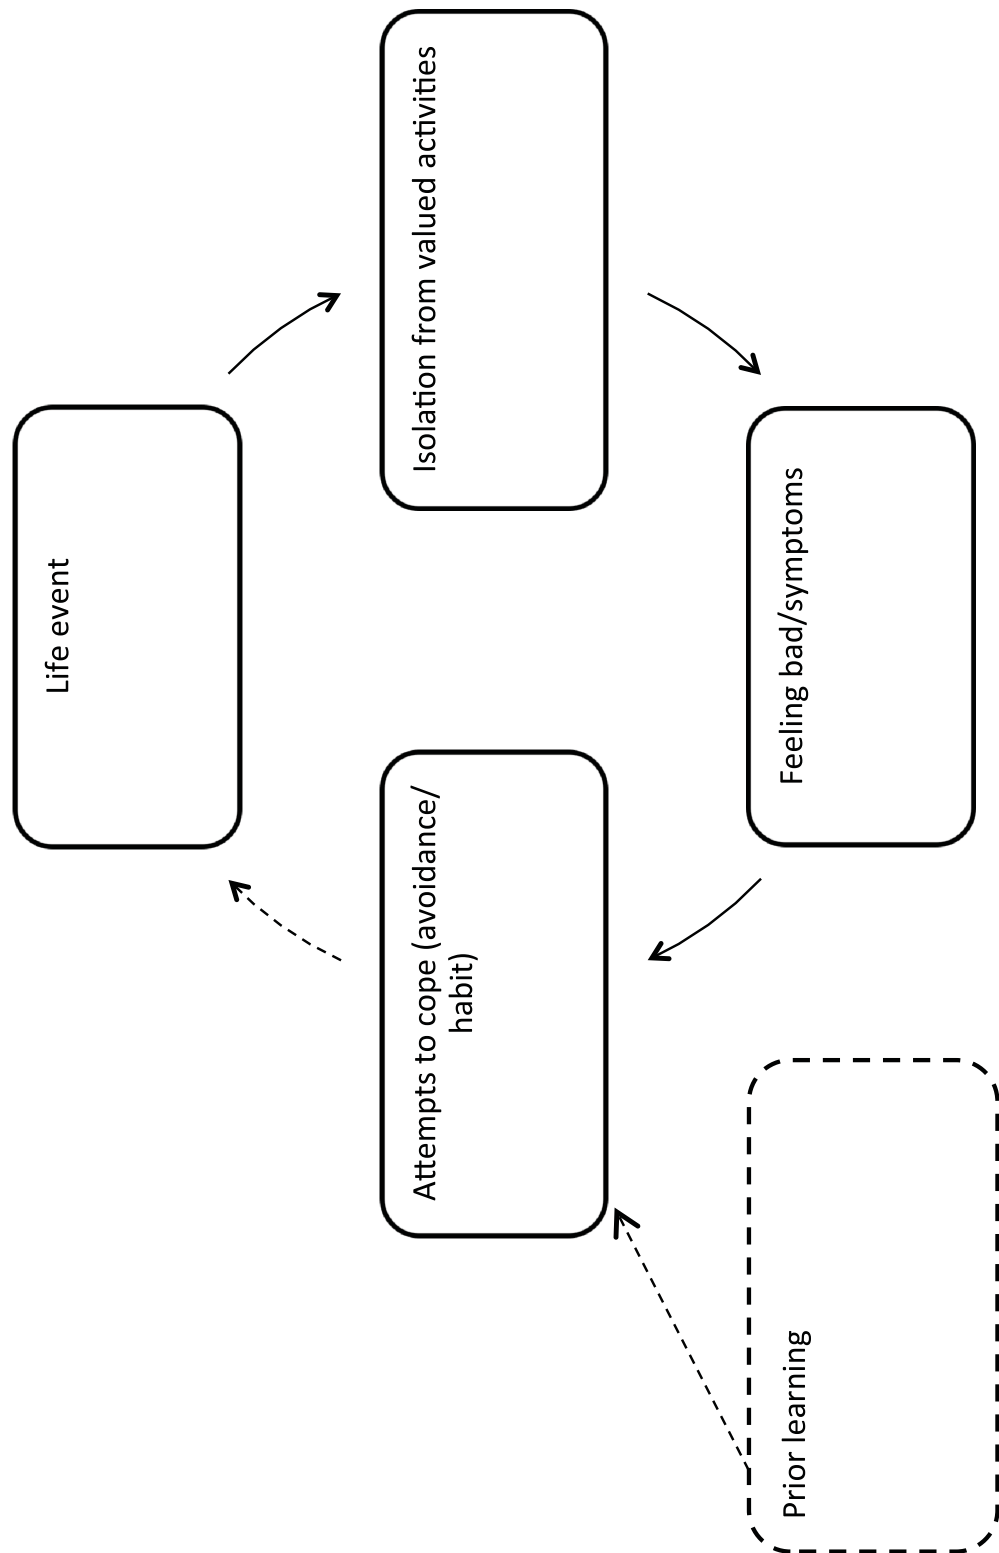 Life event
Isolation from valued activities
Feeling bad/symptoms
Attempts to cope (avoidance/
habit)
Prior learning